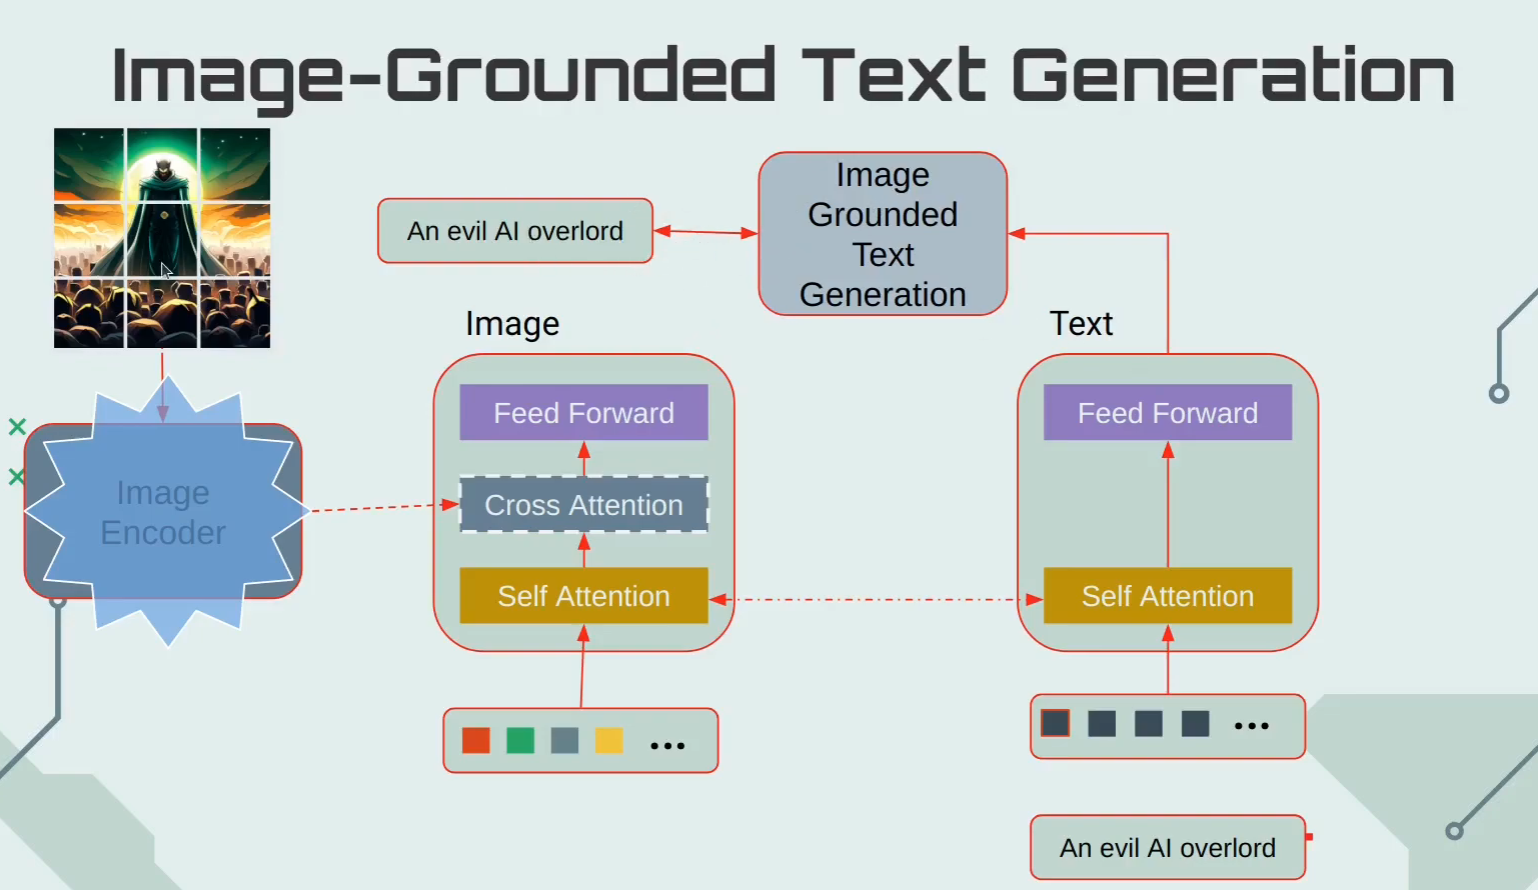 Image-Grounded Text Generation
An evil AI overlord
Image
Grounded
Text
Generation
Image
Text
Feed Forward
Feed Forward
Image
Encoder
Cross Attention
Self Attention
Self Attention
An evil AI overlord